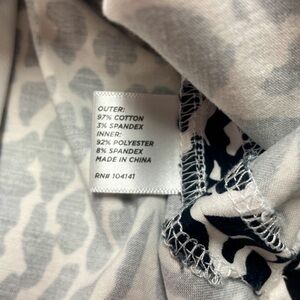 OUTER:
97% COTTON
3% SPANDEX
INNER:
92% POLYESTER
8% SPANDEX
MADE IN CHINA
RN# 104141